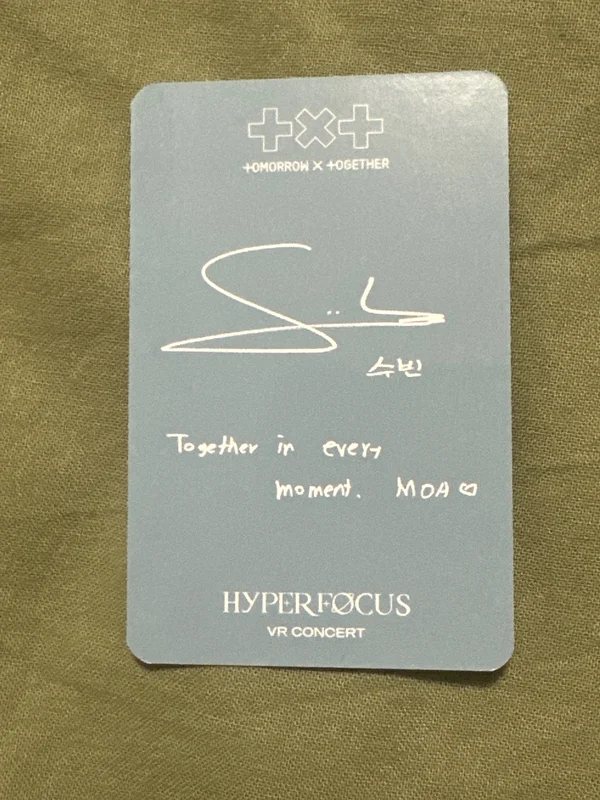 +×+
+OMORROW × +OGETHER
수빈
Together in every
moment. MOA ♡
HYPERFØCUS
VR CONCERT